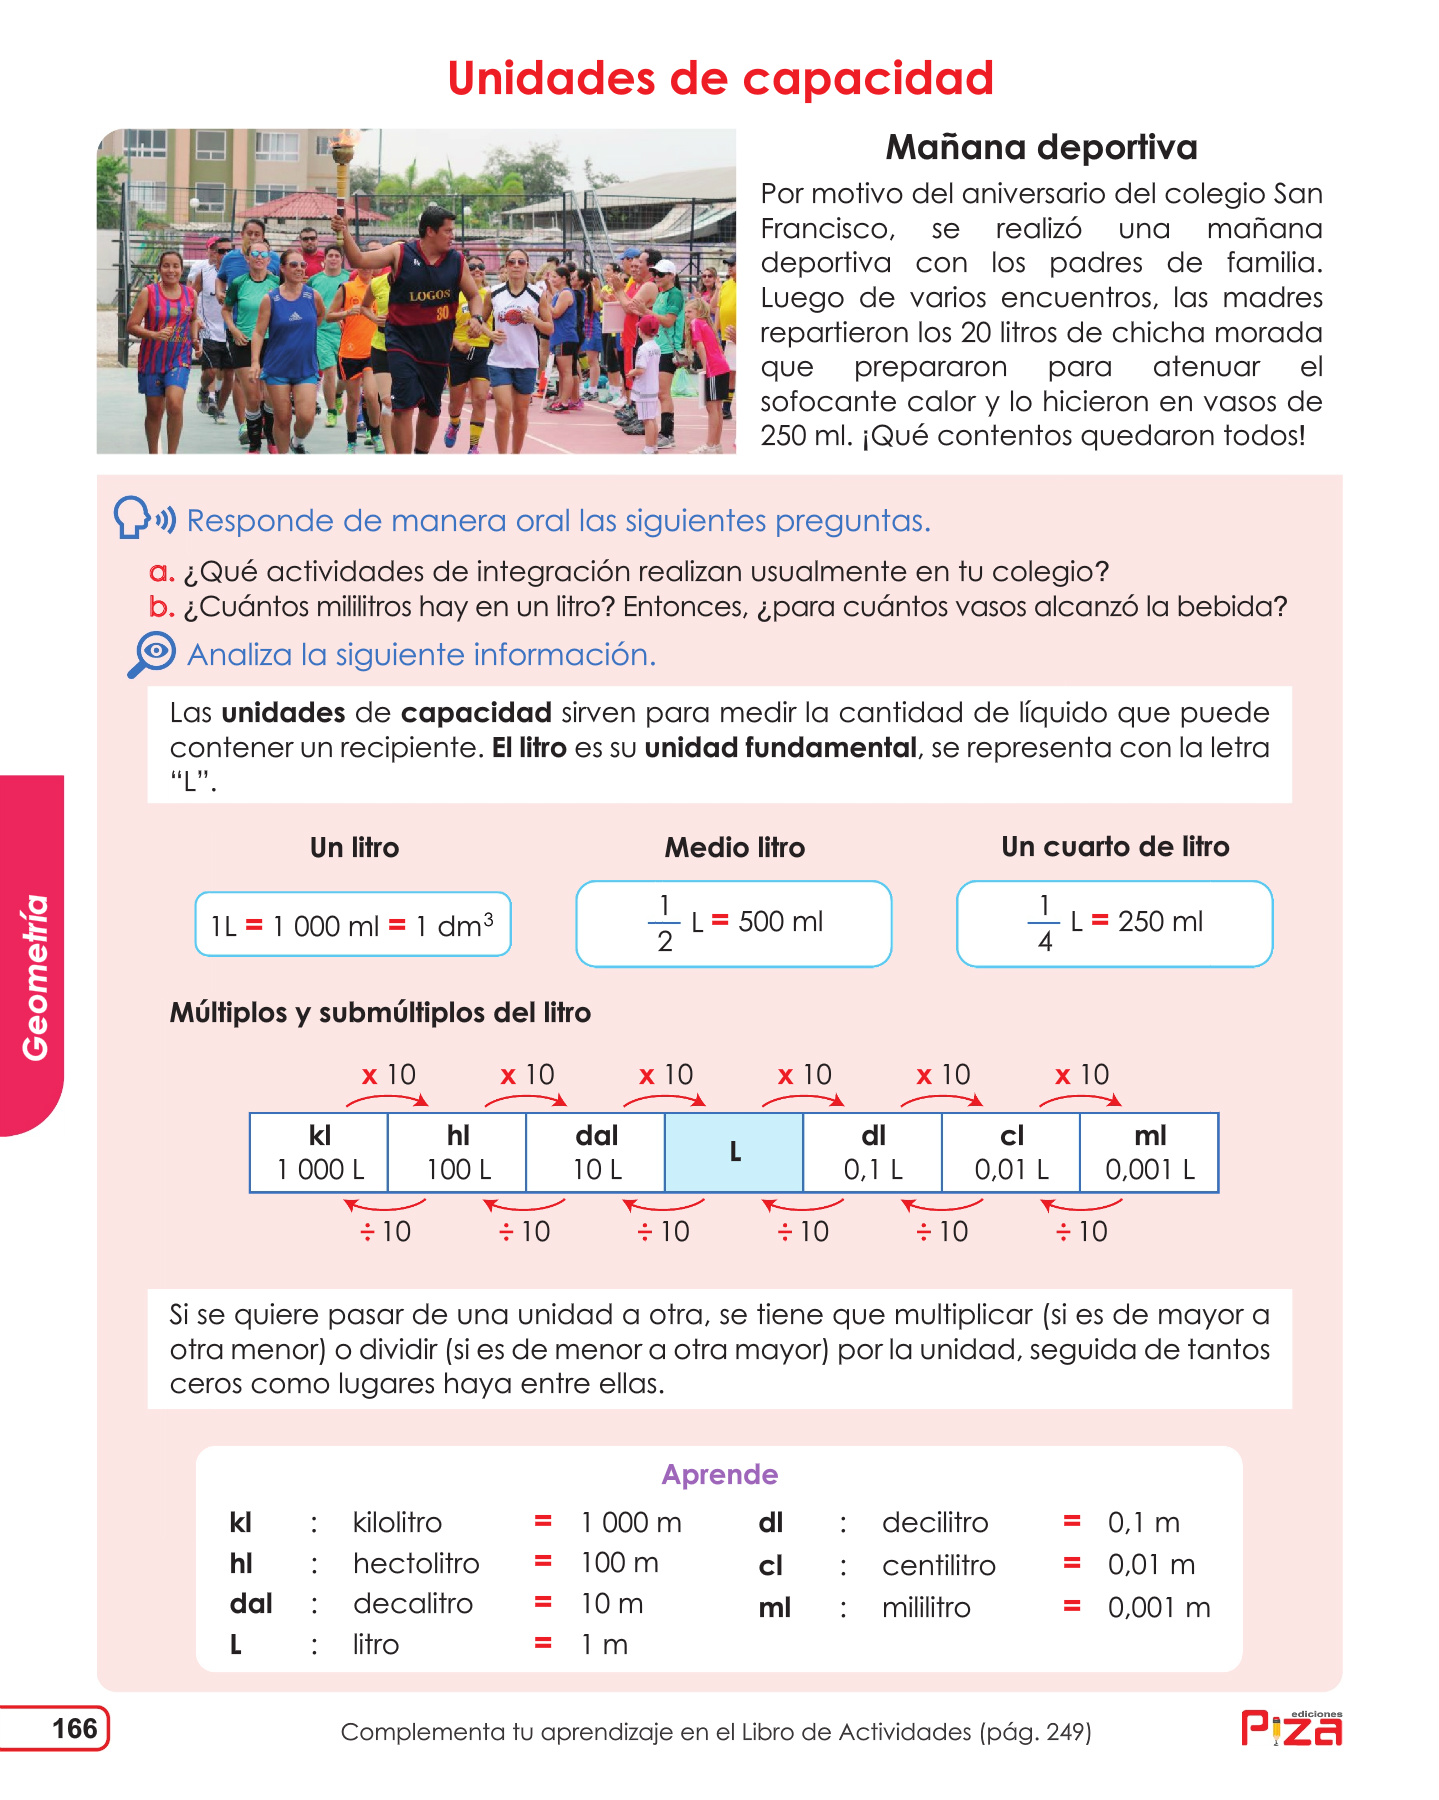 Unidades de capacidad
LOGOS
30
Mañana deportiva
Por motivo del aniversario del colegio San
Francisco, se realizó una mañana
deportiva con los padres de familia.
Luego de varios encuentros, las madres
repartieron los 20 litros de chicha morada
que prepararon para atenuar el
sofocante calor y lo hicieron en vasos de
250 ml. ¡Qué contentos quedaron todos!
Responde de manera oral las siguientes preguntas.
a. ¿Qué actividades de integración realizan usualmente en tu colegio?
b. ¿Cuántos mililitros hay en un litro? Entonces, ¿para cuántos vasos alcanzó la bebida?
Analiza la siguiente información.
Las unidades de capacidad sirven para medir la cantidad de líquido que puede
contener un recipiente. El litro es su unidad fundamental, se representa con la letra
“L”.
Un litro
1L = 1 000 ml = 1 dm³
Medio litro
1/2 L = 500 ml
Un cuarto de litro
1/4 L = 250 ml
Múltiplos y submúltiplos del litro
x 10 x 10 x 10 x 10 x 10 x 10
kl hl dal L dl cl ml
1 000 L 100 L 10 L 0,1 L 0,01 L 0,001 L
÷ 10 ÷ 10 ÷ 10 ÷ 10 ÷ 10 ÷ 10
Si se quiere pasar de una unidad a otra, se tiene que multiplicar (si es de mayor a
otra menor) o dividir (si es de menor a otra mayor) por la unidad, seguida de tantos
ceros como lugares haya entre ellas.
Aprende
kl : kilolitro = 1 000 m
hl : hectolitro = 100 m
dal : decalitro = 10 m
L : litro = 1 m
dl : decilitro = 0,1 m
cl : centilitro = 0,01 m
ml : mililitro = 0,001 m
Geometría
166
Complementa tu aprendizaje en el Libro de Actividades (pág. 249)
ediciones
Piza